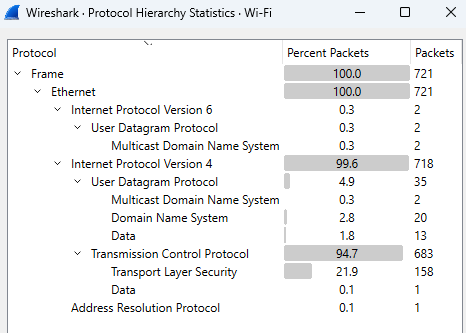 Wireshark · Protocol Hierarchy Statistics · Wi-Fi
Protocol Percent Packets Packets
Frame 100.0 721
Ethernet 100.0 721
Internet Protocol Version 6 0.3 2
User Datagram Protocol 0.3 2
Multicast Domain Name System 0.3 2
Internet Protocol Version 4 99.6 718
User Datagram Protocol 4.9 35
Multicast Domain Name System 0.3 2
Domain Name System 2.8 20
Data 1.8 13
Transmission Control Protocol 94.7 683
Transport Layer Security 21.9 158
Data 0.1 1
Address Resolution Protocol 0.1 1